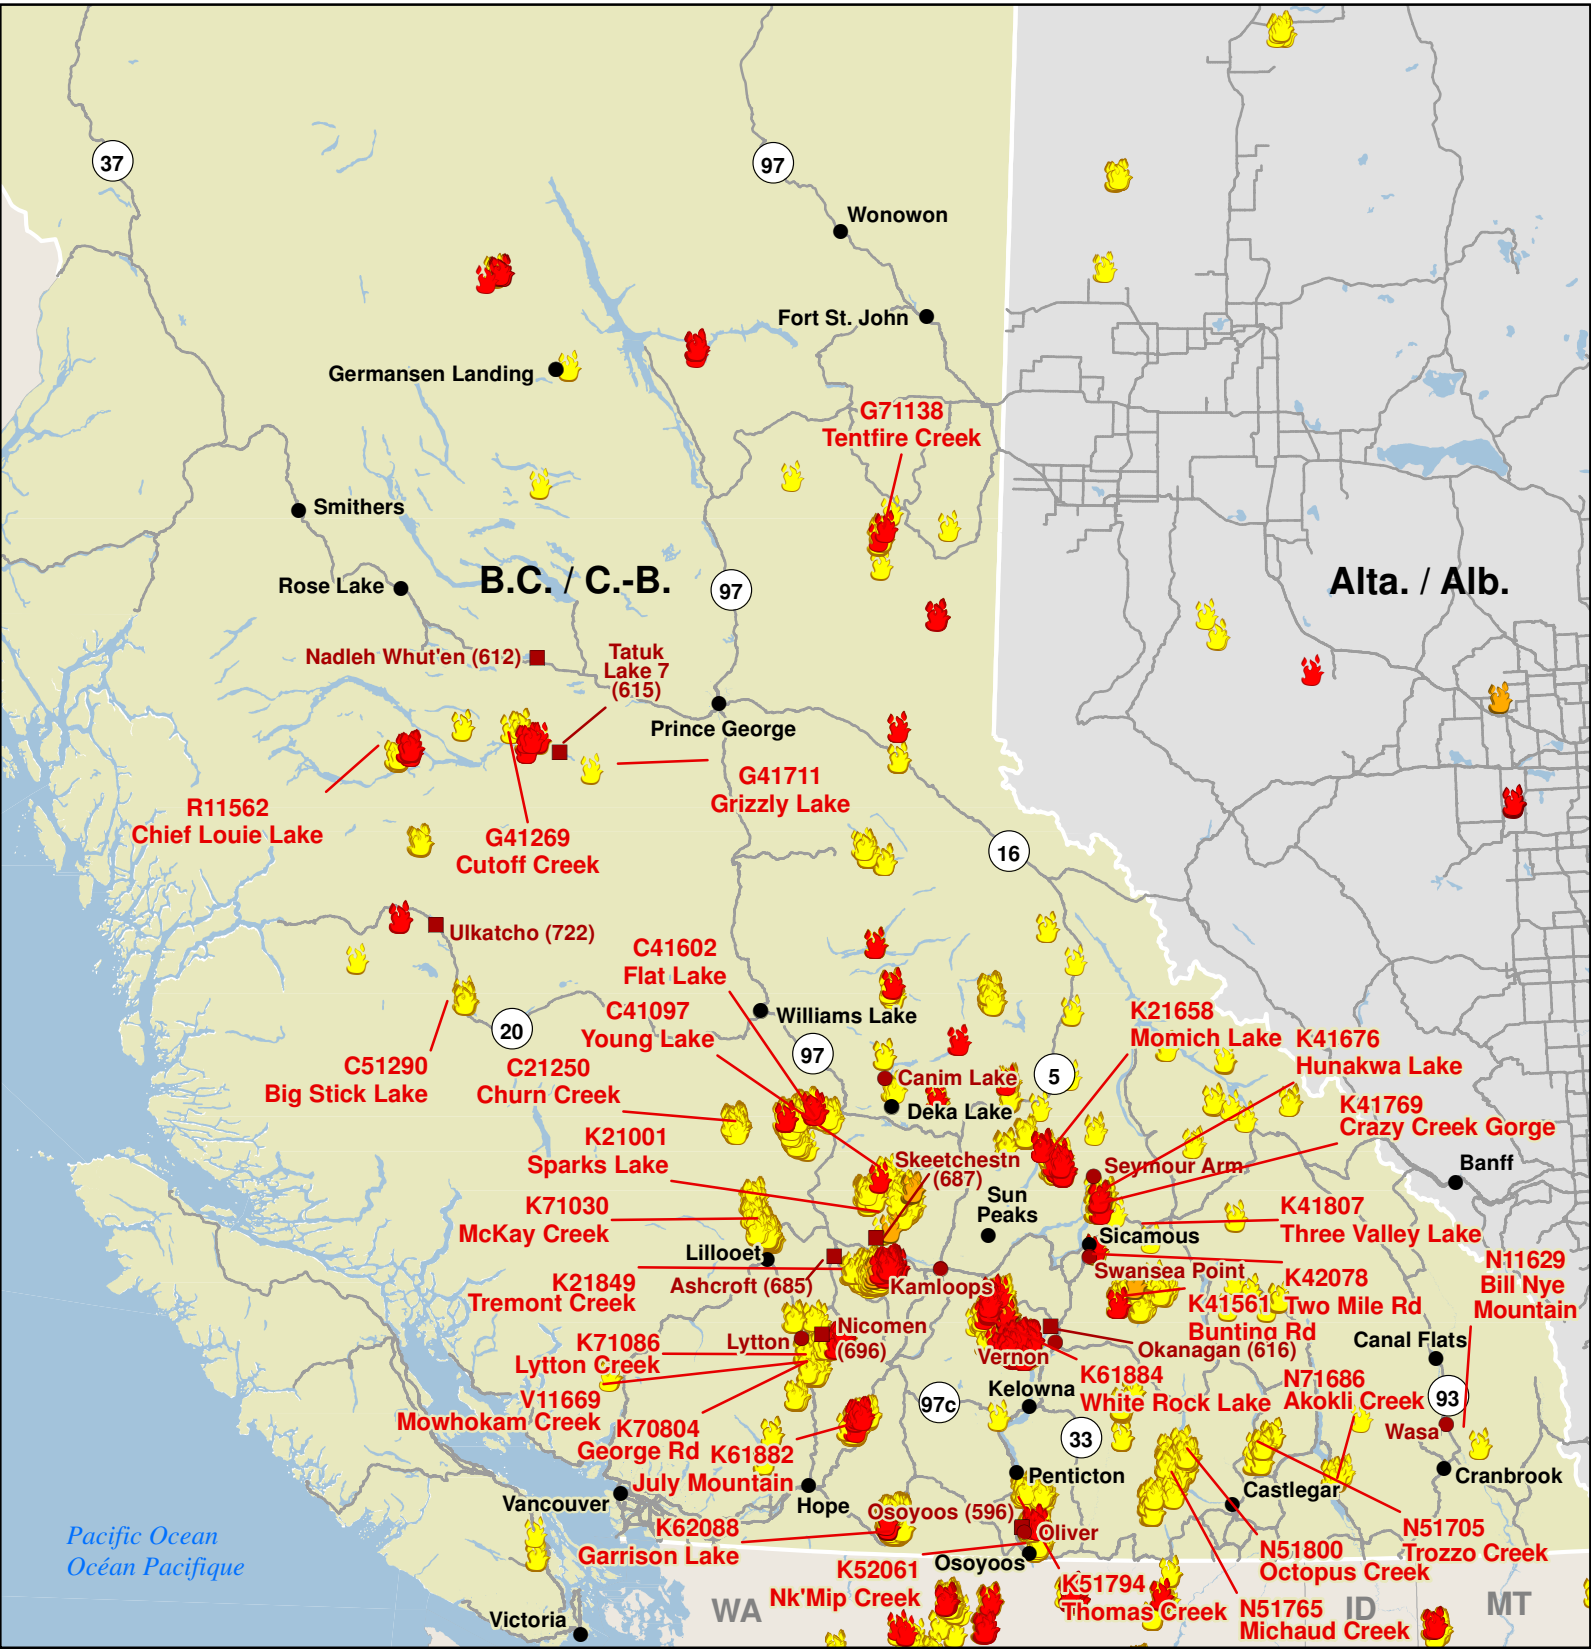 37
97
Wonowon
Fort St. John
Germansen Landing
G71138
Tentfire Creek
Smithers
Rose Lake
B.C. / C.-B.
97
Alta. / Alb.
Nadleh Whut'en (612)
Tatuk
Lake 7
(615)
Prince George
R11562
Chief Louie Lake
G41269
Cutoff Creek
G41711
Grizzly Lake
16
Ulkatcho (722)
C41602
Flat Lake
C41097
Young Lake
Williams Lake
20
97
C51290
Big Stick Lake
C21250
Churn Creek
Canim Lake
Deka Lake
5
K21658
Momich Lake
K41676
Hunakwa Lake
K41769
Crazy Creek Gorge
K21001
Sparks Lake
Skeetchestn
(687)
Seymour Arm
Banff
K71030
McKay Creek
Sun
Peaks
K41807
Three Valley Lake
Lillooet
Sicamous
Swansea Point
K21849
Tremont Creek
Ashcroft (685)
Kamloops
K42078
Two Mile Rd
N11629
Bill Nye
Mountain
K41561
Bunting Rd
K71086
Lytton Creek
Lytton
Nicomen
(696)
Vernon
Okanagan (616)
Canal Flats
V11669
Mowhokam Creek
Kelowna
K61884
White Rock Lake
N71686
Akokli Creek
97c
93
K70804
George Rd
K61882
July Mountain
33
Wasa
Penticton
Cranbrook
Castlegar
Vancouver
Hope
Osoyoos (596)
Oliver
K62088
Garrison Lake
Pacific Ocean
Océan Pacifique
K52061
Nk'Mip Creek
Osoyoos
K51794
Thomas Creek
N51705
Trozzo Creek
N51800
Octopus Creek
N51765
Michaud Creek
Victoria
WA
ID
MT